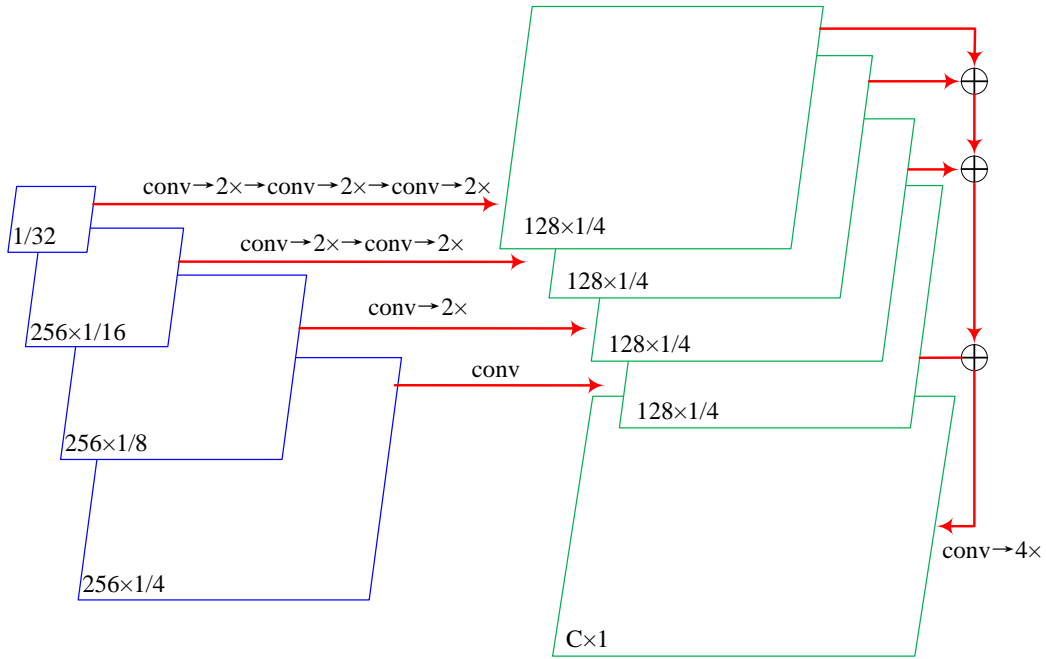 conv→2×→conv→2×→conv→2×
1/32
128×1/4
conv→2×→conv→2×
128×1/4
256×1/16
conv→2×
128×1/4
conv
128×1/4
256×1/8
conv→4×
256×1/4
C×1